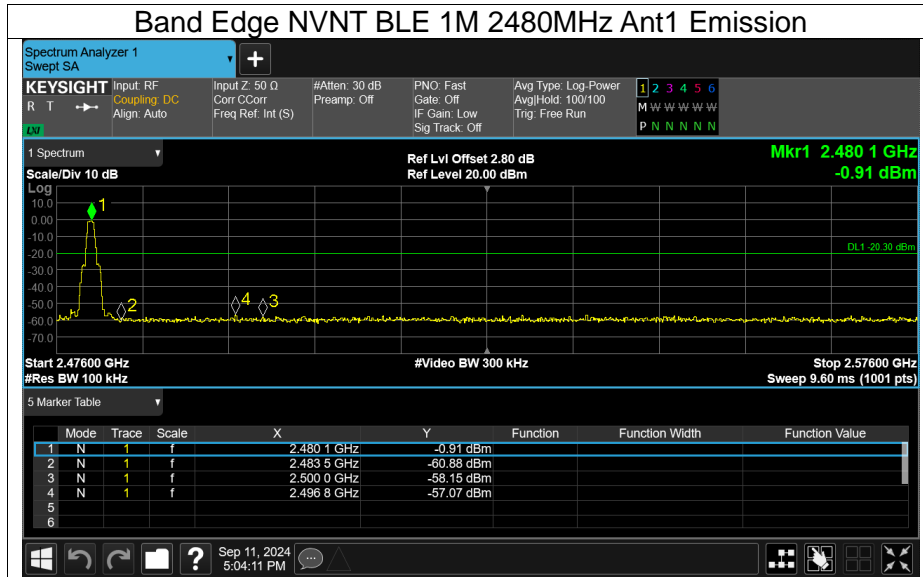 Band Edge NVNT BLE 1M 2480MHz Ant1 Emission
Spectrum Analyzer 1
Swept SA
+
KEYSIGHT Input: RF Input Z: 50 Ω #Atten: 30 dB PNO: Fast Avg Type: Log-Power 1 2 3 4 5 6
R T Coupling: DC Corr CCorr Preamp: Off Gate: Off Avg|Hold: 100/100 M W W W W W
Align: Auto Freq Ref: Int (S) IF Gain: Low Trig: Free Run
LXI Sig Track: Off P N N N N N
1 Spectrum Ref Lvl Offset 2.80 dB Mkr1 2.480 1 GHz
Scale/Div 10 dB Ref Level 20.00 dBm -0.91 dBm
Log
10.0
0.00
-10.0
-20.0
-30.0
-40.0
-50.0
-60.0
-70.0
1
2
4
3
DL1 -20.30 dBm
Start 2.47600 GHz #Video BW 300 kHz Stop 2.57600 GHz
#Res BW 100 kHz Sweep 9.60 ms (1001 pts)
5 Marker Table
Mode Trace Scale X Y Function Function Width Function Value
1 N 1 f 2.480 1 GHz -0.91 dBm
2 N 1 f 2.483 5 GHz -60.88 dBm
3 N 1 f 2.500 0 GHz -58.15 dBm
4 N 1 f 2.496 8 GHz -57.07 dBm
5
6
? Sep 11, 2024
5:04:11 PM